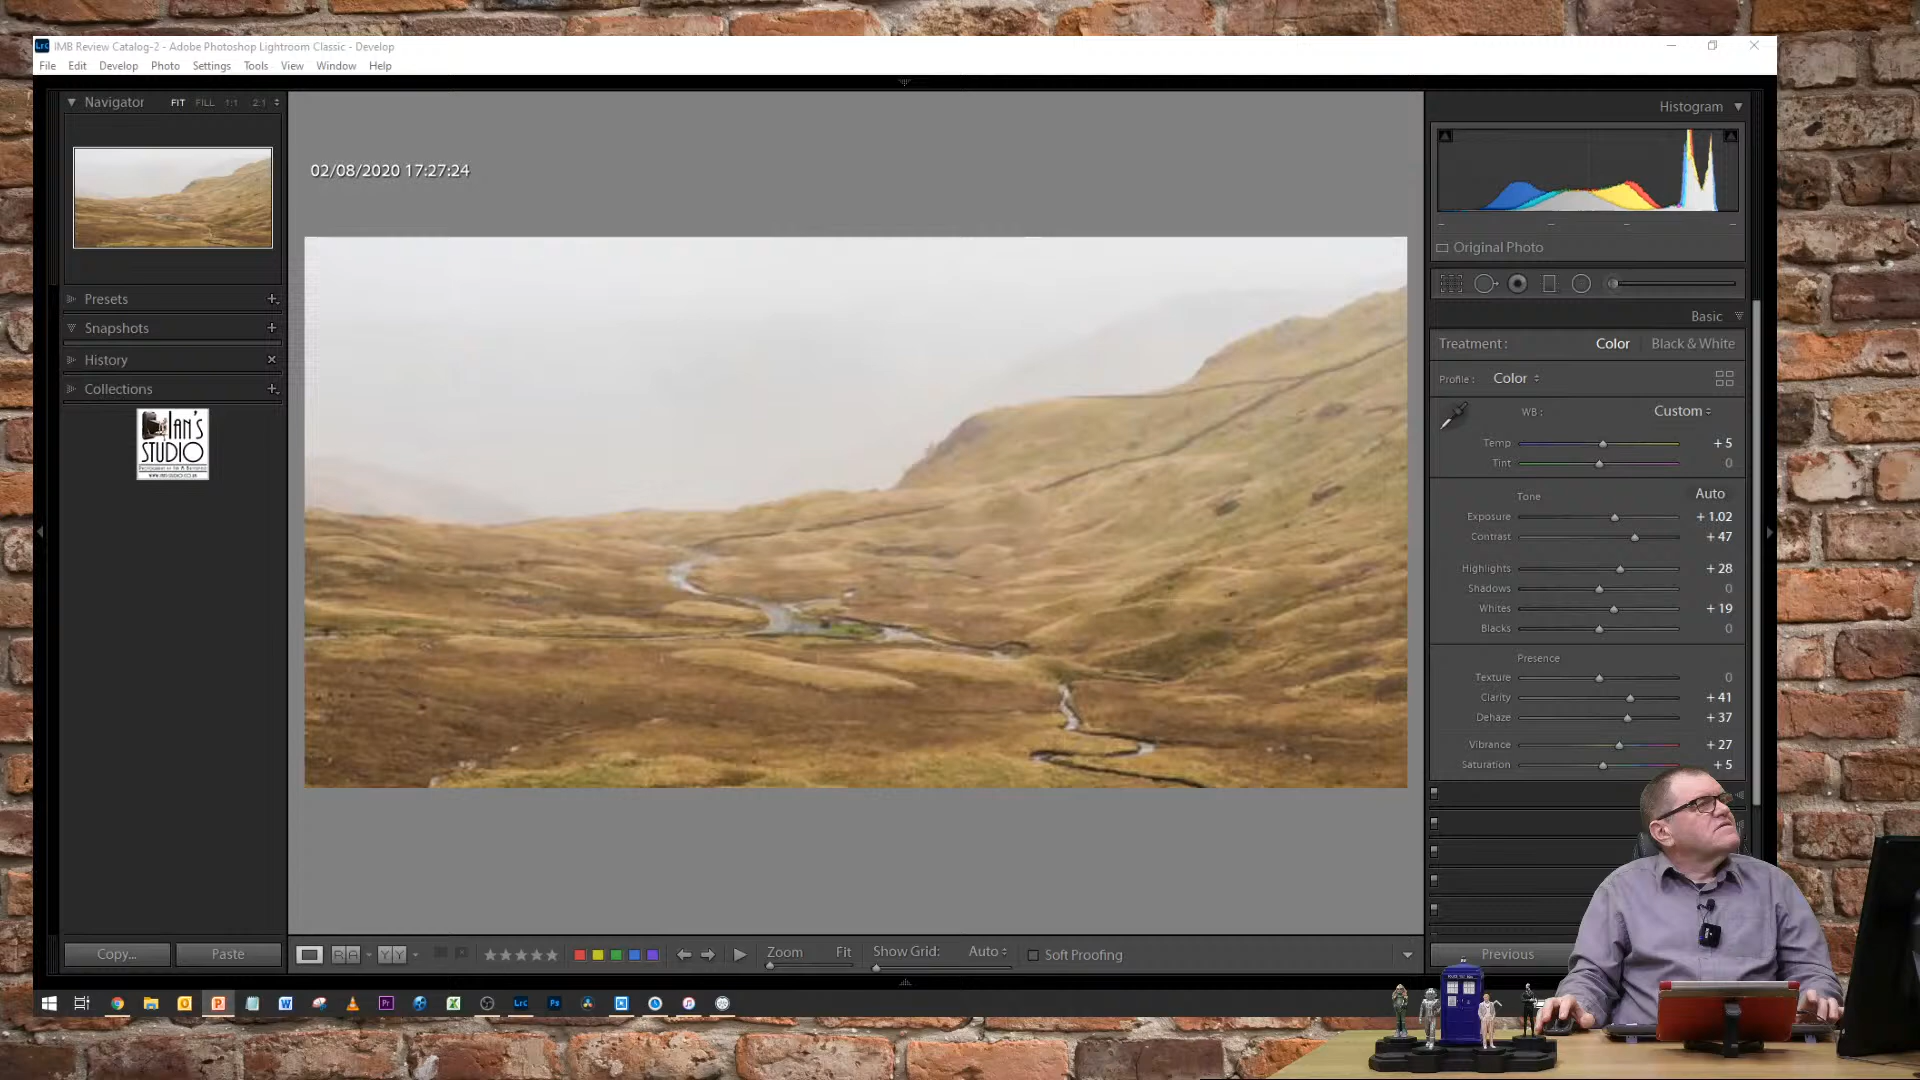 IMB Review Catalog-2 - Adobe Photoshop Lightroom Classic - Develop
File Edit Develop Photo Settings Tools View Window Help
Navigator FIT FILL 1:1 2:1
Histogram
02/08/2020 17:27:24
Original Photo
Presets
Snapshots
History
Collections
IAN'S
STUDIO
Basic
Treatment : Color Black & White
Profile : Color
WB : Custom
Temp + 5
Tint 0
Tone Auto
Exposure + 1.02
Contrast + 47
Highlights + 28
Shadows 0
Whites + 19
Blacks 0
Presence
Texture 0
Clarity + 41
Dehaze + 37
Vibrance + 27
Saturation + 5
Copy... Paste
R A Y Y Zoom Fit Show Grid: Auto Soft Proofing
Previous
LrC Ps Pr